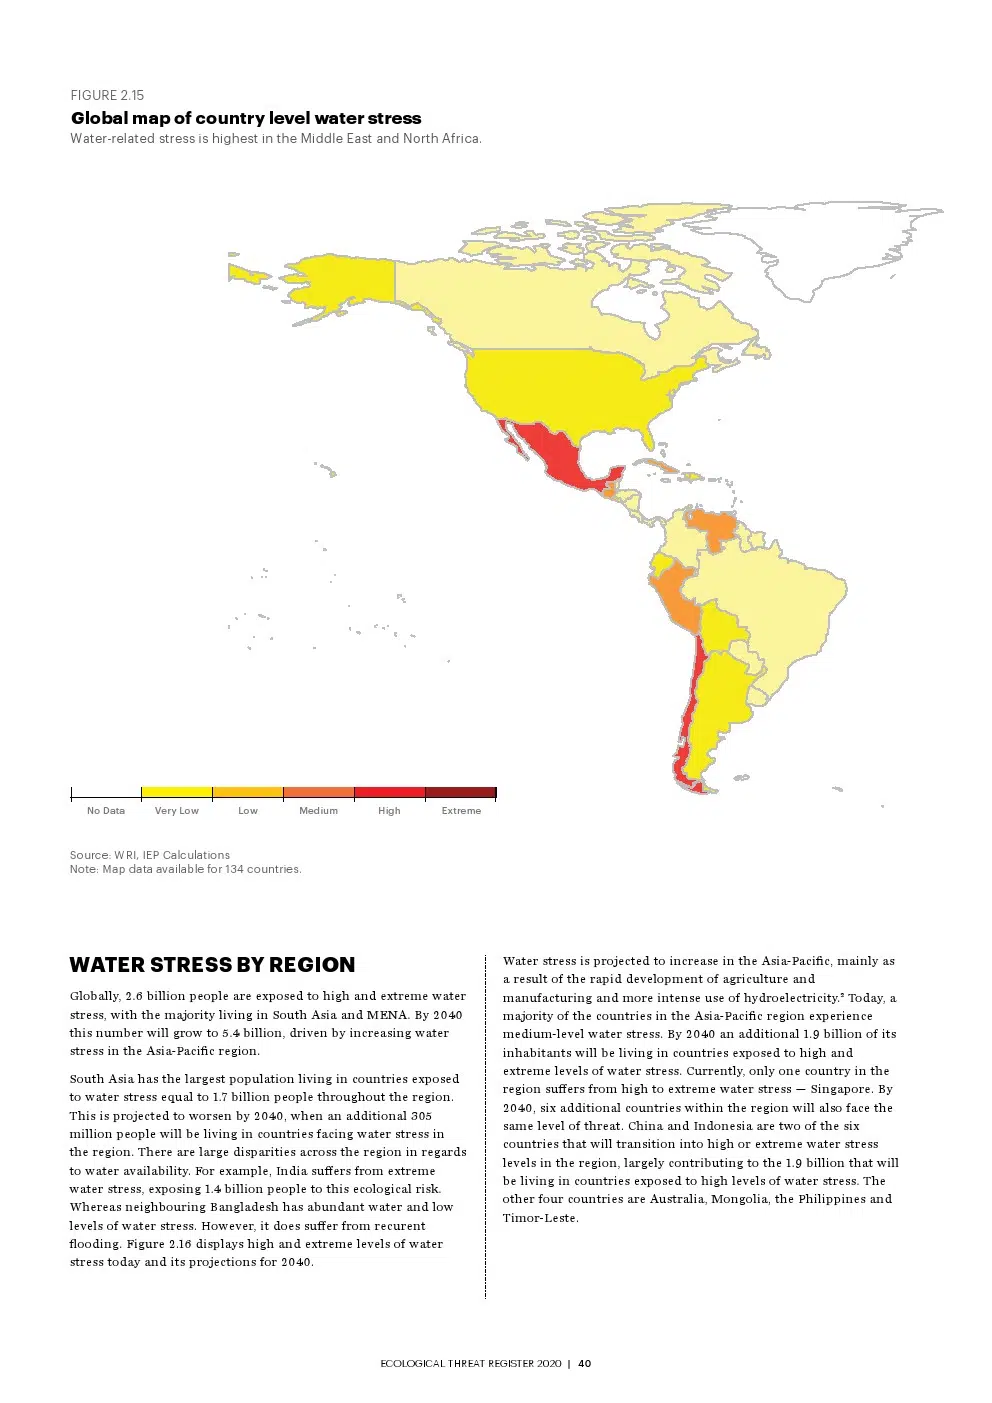 FIGURE 2.15
Global map of country level water stress
Water-related stress is highest in the Middle East and North Africa.
No Data Very Low Low Medium High Extreme
Source: WRI, IEP Calculations
Note: Map data available for 134 countries.
WATER STRESS BY REGION
Globally, 2.6 billion people are exposed to high and extreme water
stress, with the majority living in South Asia and MENA. By 2040
this number will grow to 5.4 billion, driven by increasing water
stress in the Asia-Pacific region.
South Asia has the largest population living in countries exposed
to water stress equal to 1.7 billion people throughout the region.
This is projected to worsen by 2040, when an additional 305
million people will be living in countries facing water stress in
the region. There are large disparities across the region in regards
to water availability. For example, India suffers from extreme
water stress, exposing 1.4 billion people to this ecological risk.
Whereas neighbouring Bangladesh has abundant water and low
levels of water stress. However, it does suffer from recurent
flooding. Figure 2.16 displays high and extreme levels of water
stress today and its projections for 2040.
Water stress is projected to increase in the Asia-Pacific, mainly as
a result of the rapid development of agriculture and
manufacturing and more intense use of hydroelectricity.² Today, a
majority of the countries in the Asia-Pacific region experience
medium-level water stress. By 2040 an additional 1.9 billion of its
inhabitants will be living in countries exposed to high and
extreme levels of water stress. Currently, only one country in the
region suffers from high to extreme water stress — Singapore. By
2040, six additional countries within the region will also face the
same level of threat. China and Indonesia are two of the six
countries that will transition into high or extreme water stress
levels in the region, largely contributing to the 1.9 billion that will
be living in countries exposed to high levels of water stress. The
other four countries are Australia, Mongolia, the Philippines and
Timor-Leste.
ECOLOGICAL THREAT REGISTER 2020 | 40